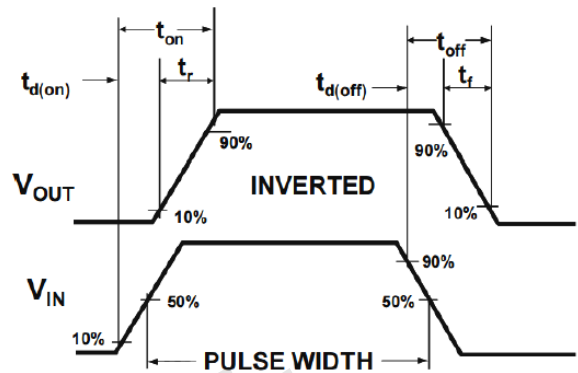 ton
toff
tr
tf
td(on)
td(off)
90%
90%
VOUT
INVERTED
10%
10%
90%
VIN
50%
50%
10%
PULSE WIDTH